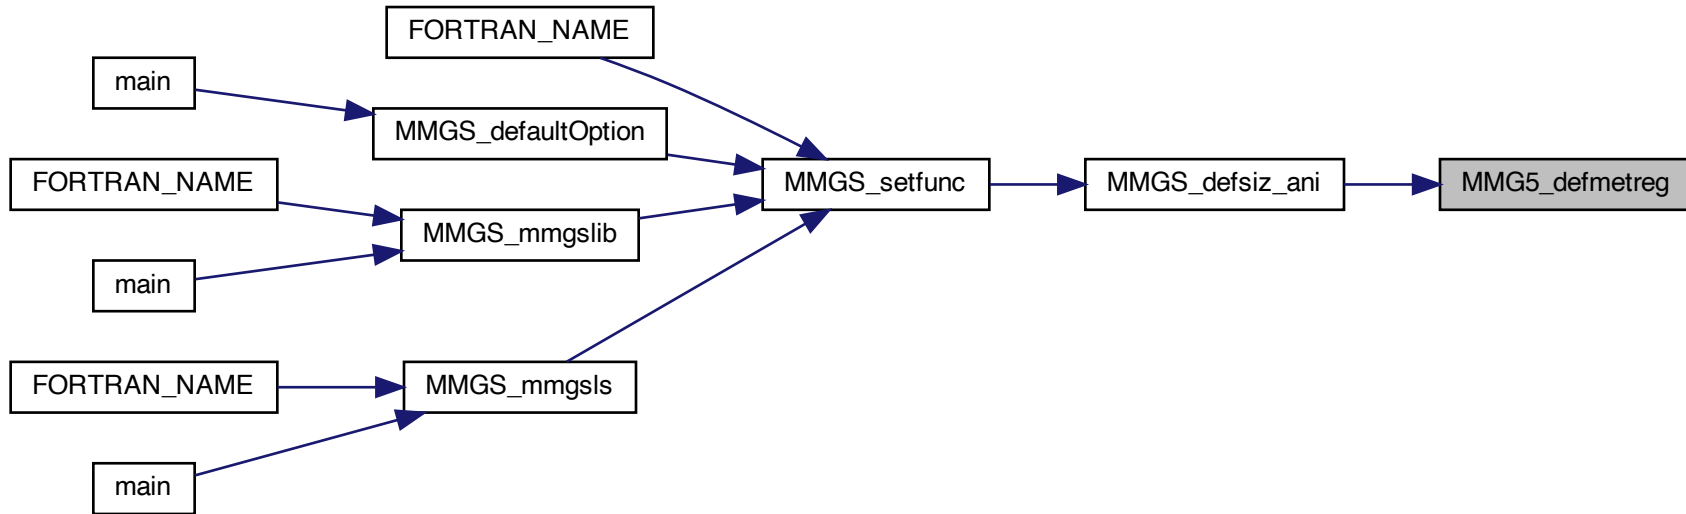 FORTRAN_NAME
main
MMGS_defaultOption
FORTRAN_NAME
MMGS_setfunc
MMGS_defsiz_ani
MMG5_defmetreg
MMGS_mmgslib
main
FORTRAN_NAME
MMGS_mmgsls
main